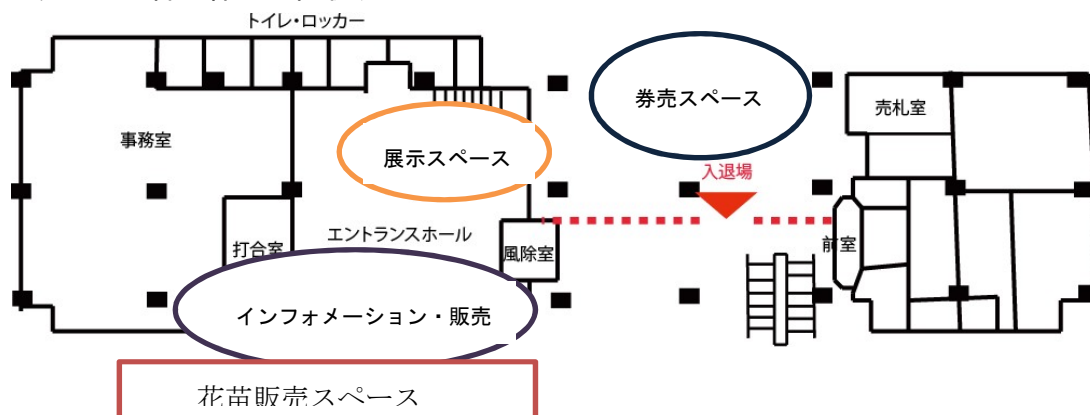 トイレ・ロッカー
券売スペース
売札室
事務室
展示スペース
入退場
エントランスホール
打合室
風除室
前室
インフォメーション・販売
花苗販売スペース